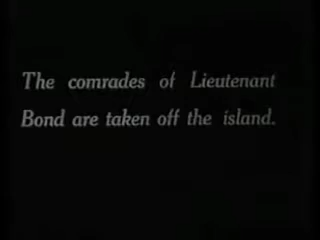 The comrades of Lieutenant
Bond are taken off the island.